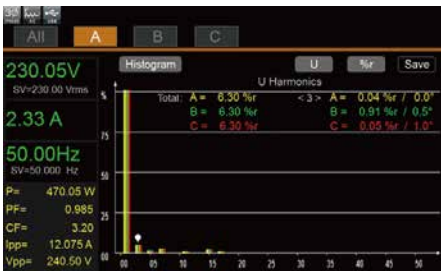 All A B C
230.05V
SV=230.00 Vrms
2.33 A
50.00Hz
SV=50.000 Hz
P= 470.05 W
PF= 0.985
CF= 3.20
Ipp= 12.075 A
Vpp= 240.50 V
Histogram U %r Save
U Harmonics
Total: A = 6.30 %r < 3 > A = 0.04 %r / 0.0°
B = 6.30 %r B = 0.91 %r / 0.5°
C = 6.30 %r C = 0.05 %r / 1.0°
%
75
50
25
00
00 05 10 15 20 25 30 35 40 45 50